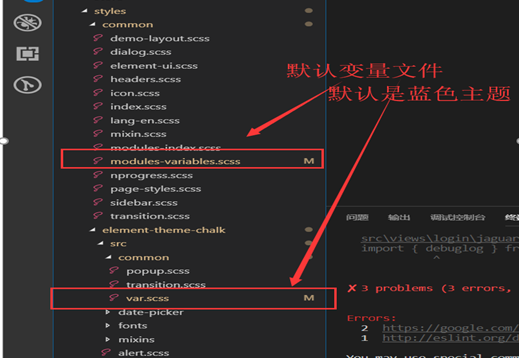 styles
common
demo-layout.scss
dialog.scss
element-ui.scss
headers.scss
icon.scss
index.scss
lang-en.scss
mixin.scss
modules-index.scss
modules-variables.scss M
nprogress.scss
page-styles.scss
sidebar.scss
transition.scss
element-theme-chalk
src
common
popup.scss
transition.scss
var.scss M
date-picker
fonts
mixins
alert.scss
默认变量文件
默认是蓝色主题
问题 输出 调试控制台
src\views\login\jaguar
import { debuglog } fr
^
✘ 3 problems (3 errors,
Errors:
2 https://google.com/
1 http://eslint.org/d
You may use special comm